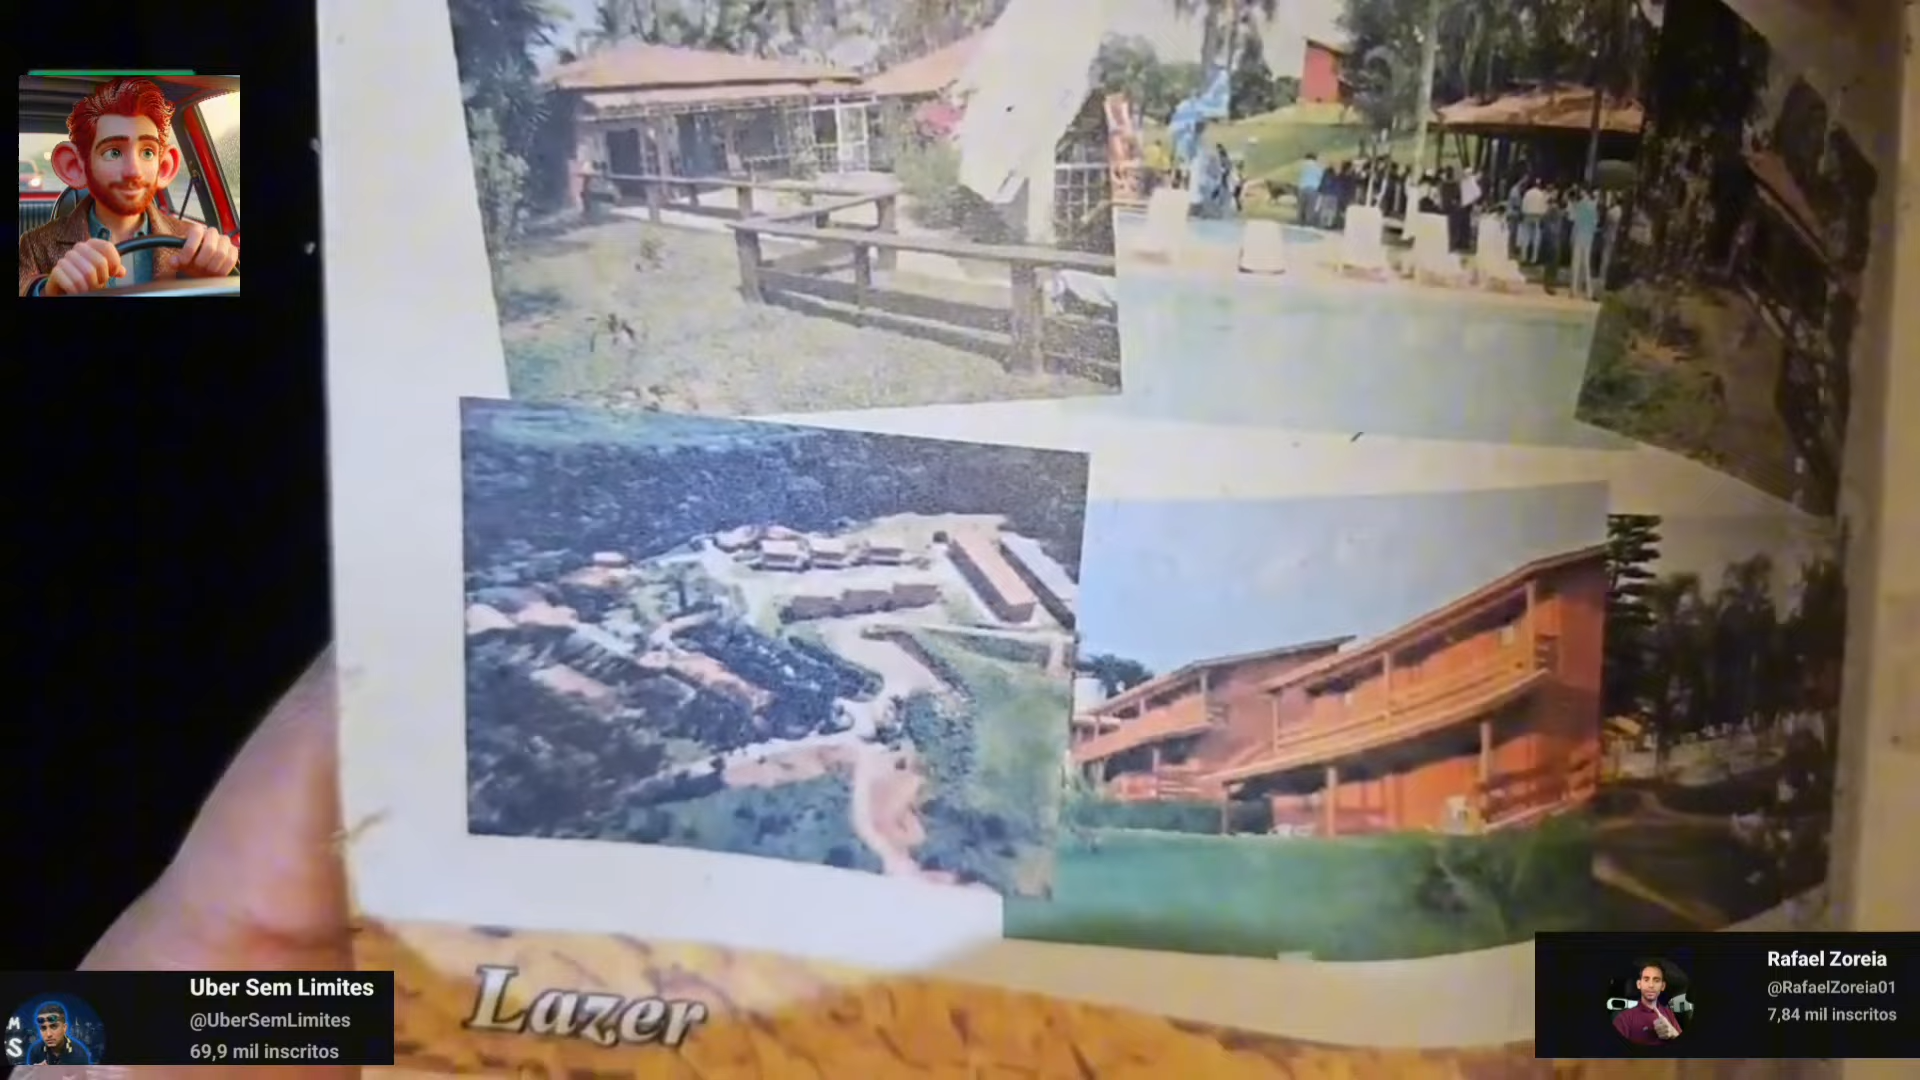 Lazer
Uber Sem Limites
@UberSemLimites
69,9 mil inscritos
M
S
Rafael Zoreia
@RafaelZoreia01
7,84 mil inscritos